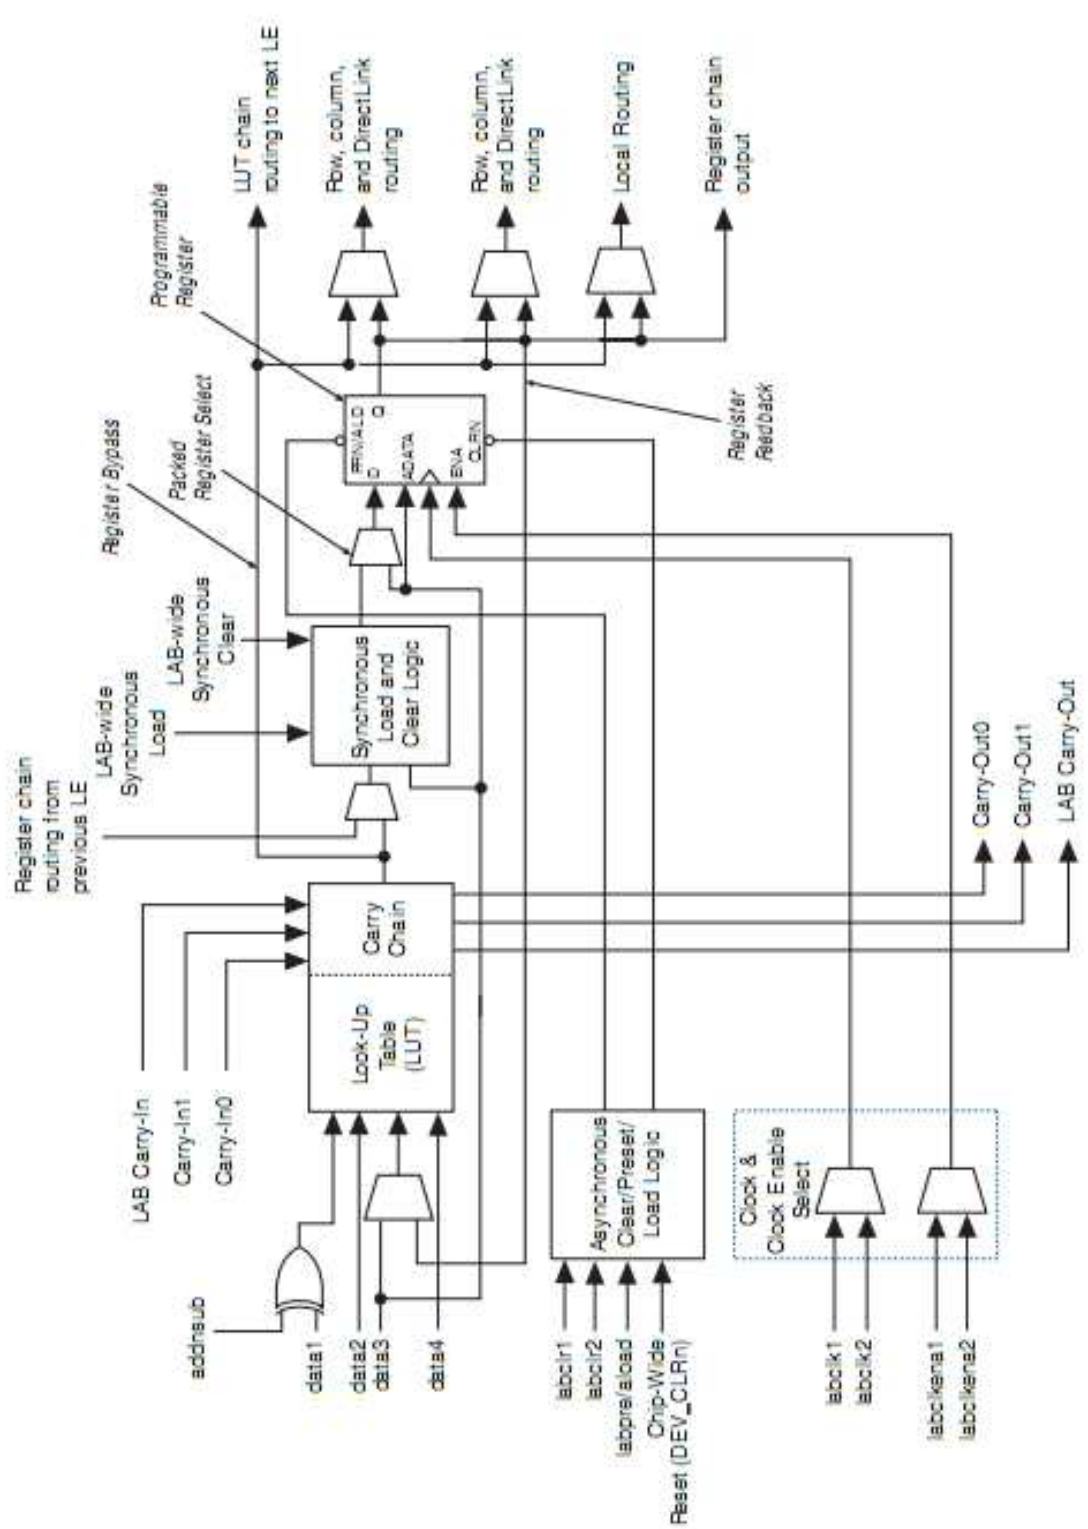 Register chain
routing from
previous LE
LAB-wide
Synchronous
Load
LAB-wide
Synchronous
Clear
Register Bypass
Packed
Register Select
Programmable
Register
LAB Carry-In
Carry-In1
Carry-In0
addnsub
data1
data2
data3
data4
Look-Up
Table
(LUT)
Carry
Chain
Synchronous
Load and
Clear Logic
PRN/ALD
D
Q
ADATA
ENA
CLRN
LUT chain
routing to next LE
Row, column,
and DirectLink
routing
Row, column,
and DirectLink
routing
Local Routing
Register chain
output
Register
Feedback
labclr1
labclr2
labpre/aload
Chip-Wide
Reset (DEV_CLRn)
Asynchronous
Clear/Preset/
Load Logic
Clock &
Clock Enable
Select
labclk1
labclk2
labclkena1
labclkena2
Carry-Out0
Carry-Out1
LAB Carry-Out